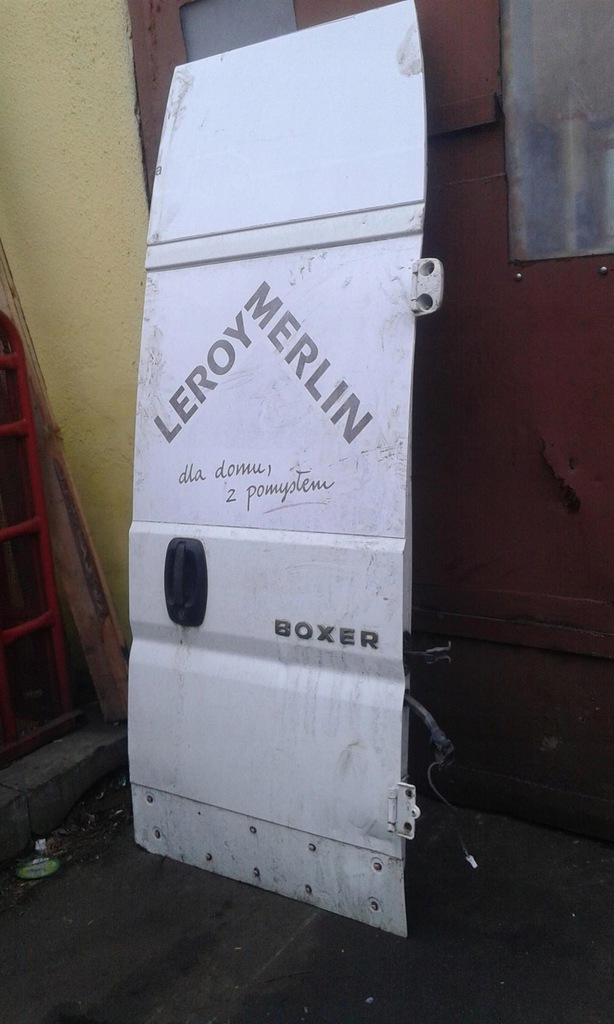 LEROY MERLIN
dla domu,
z pomysłem
BOXER